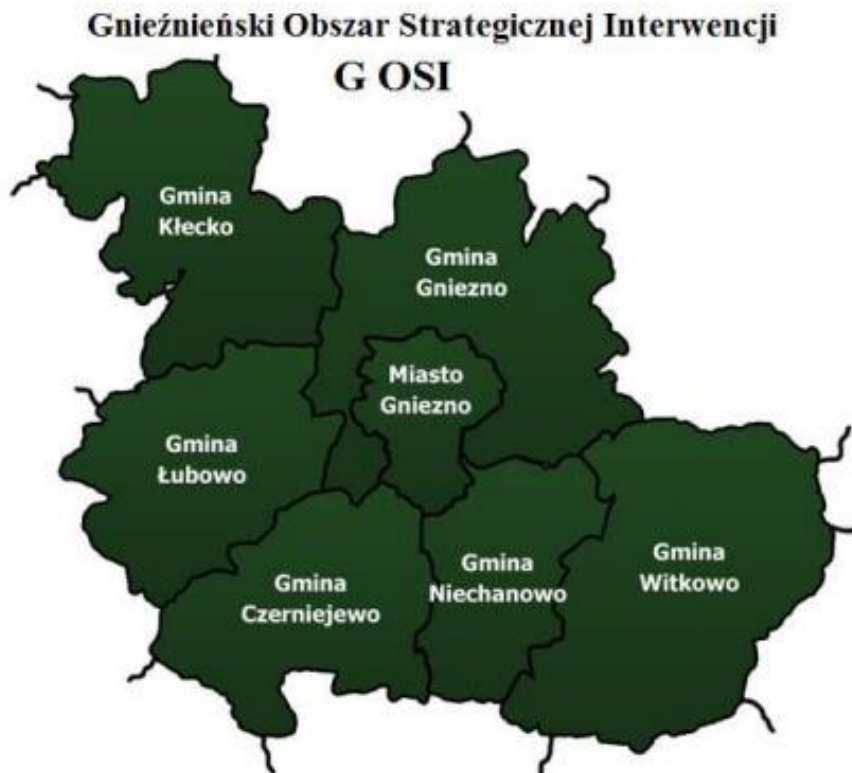 Gnieźnieński Obszar Strategicznej Interwencji
G OSI
Gmina
Kłecko
Gmina
Gniezno
Miasto
Gniezno
Gmina
Łubowo
Gmina
Czerniejewo
Gmina
Niechanowo
Gmina
Witkowo